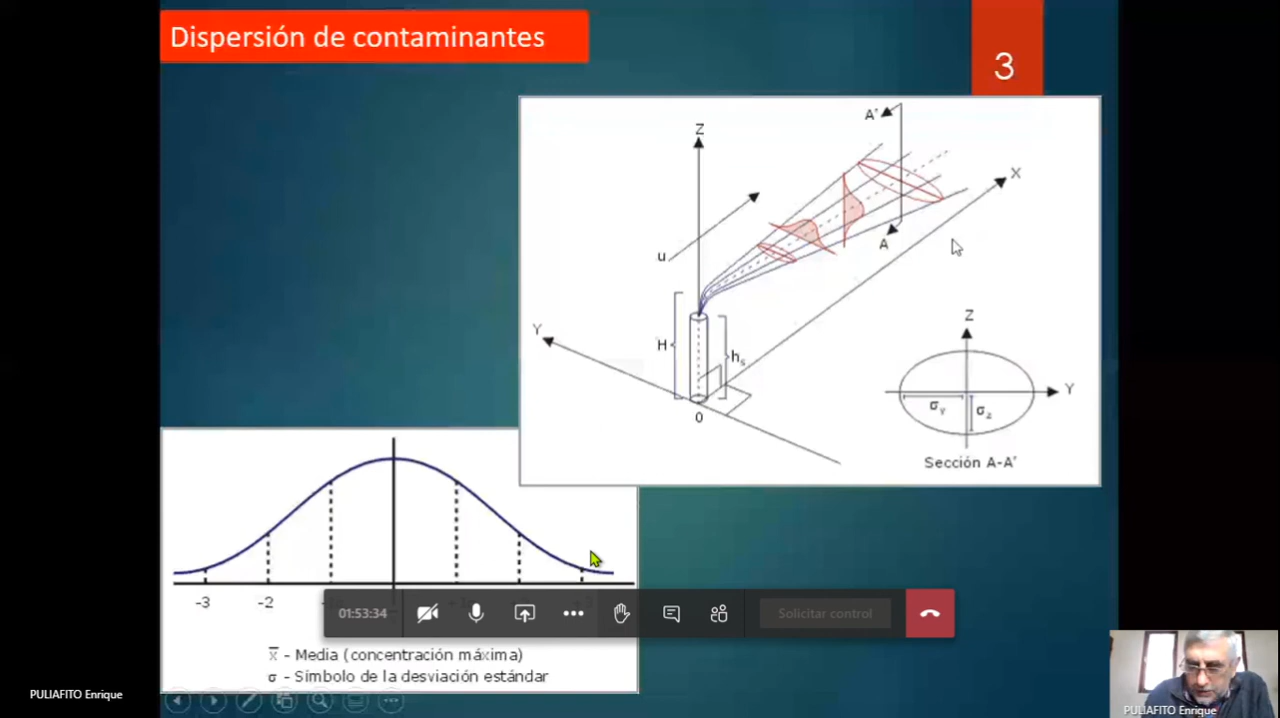 Dispersión de contaminantes
3
A'
Z
X
u
A
Y
H
hs
0
Z
Y
σy
σz
Sección A-A'
-3
-2
01:53:34
Solicitar control
x̅ - Media (concentración máxima)
σ - Símbolo de la desviación estándar
PULIAFITO Enrique
PULIAFITO Enrique